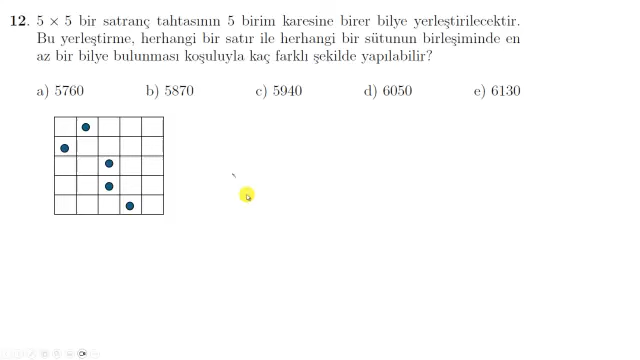 12. 5 × 5 bir satranç tahtasının 5 birim karesine birer bilye yerleştirilecektir.
Bu yerleştirme, herhangi bir satır ile herhangi bir sütunun birleşiminde en
az bir bilye bulunması koşuluyla kaç farklı şekilde yapılabilir?
a) 5760 b) 5870 c) 5940 d) 6050 e) 6130